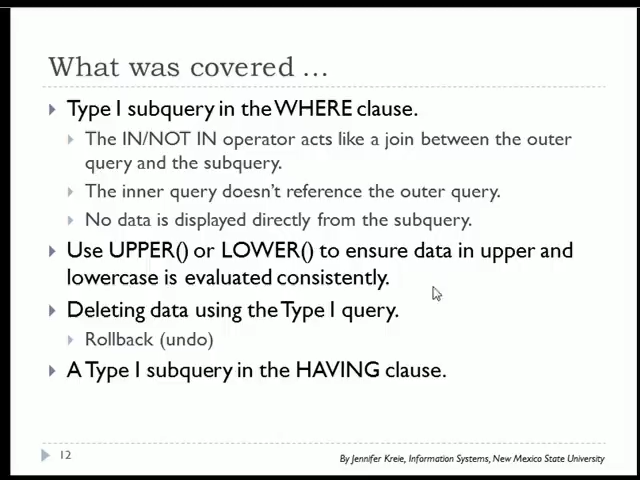 What was covered ...
Type I subquery in the WHERE clause.
The IN/NOT IN operator acts like a join between the outer
query and the subquery.
The inner query doesn't reference the outer query.
No data is displayed directly from the subquery.
Use UPPER() or LOWER() to ensure data in upper and
lowercase is evaluated consistently.
Deleting data using the Type I query.
Rollback (undo)
A Type I subquery in the HAVING clause.
12
By Jennifer Kreie, Information Systems, New Mexico State University